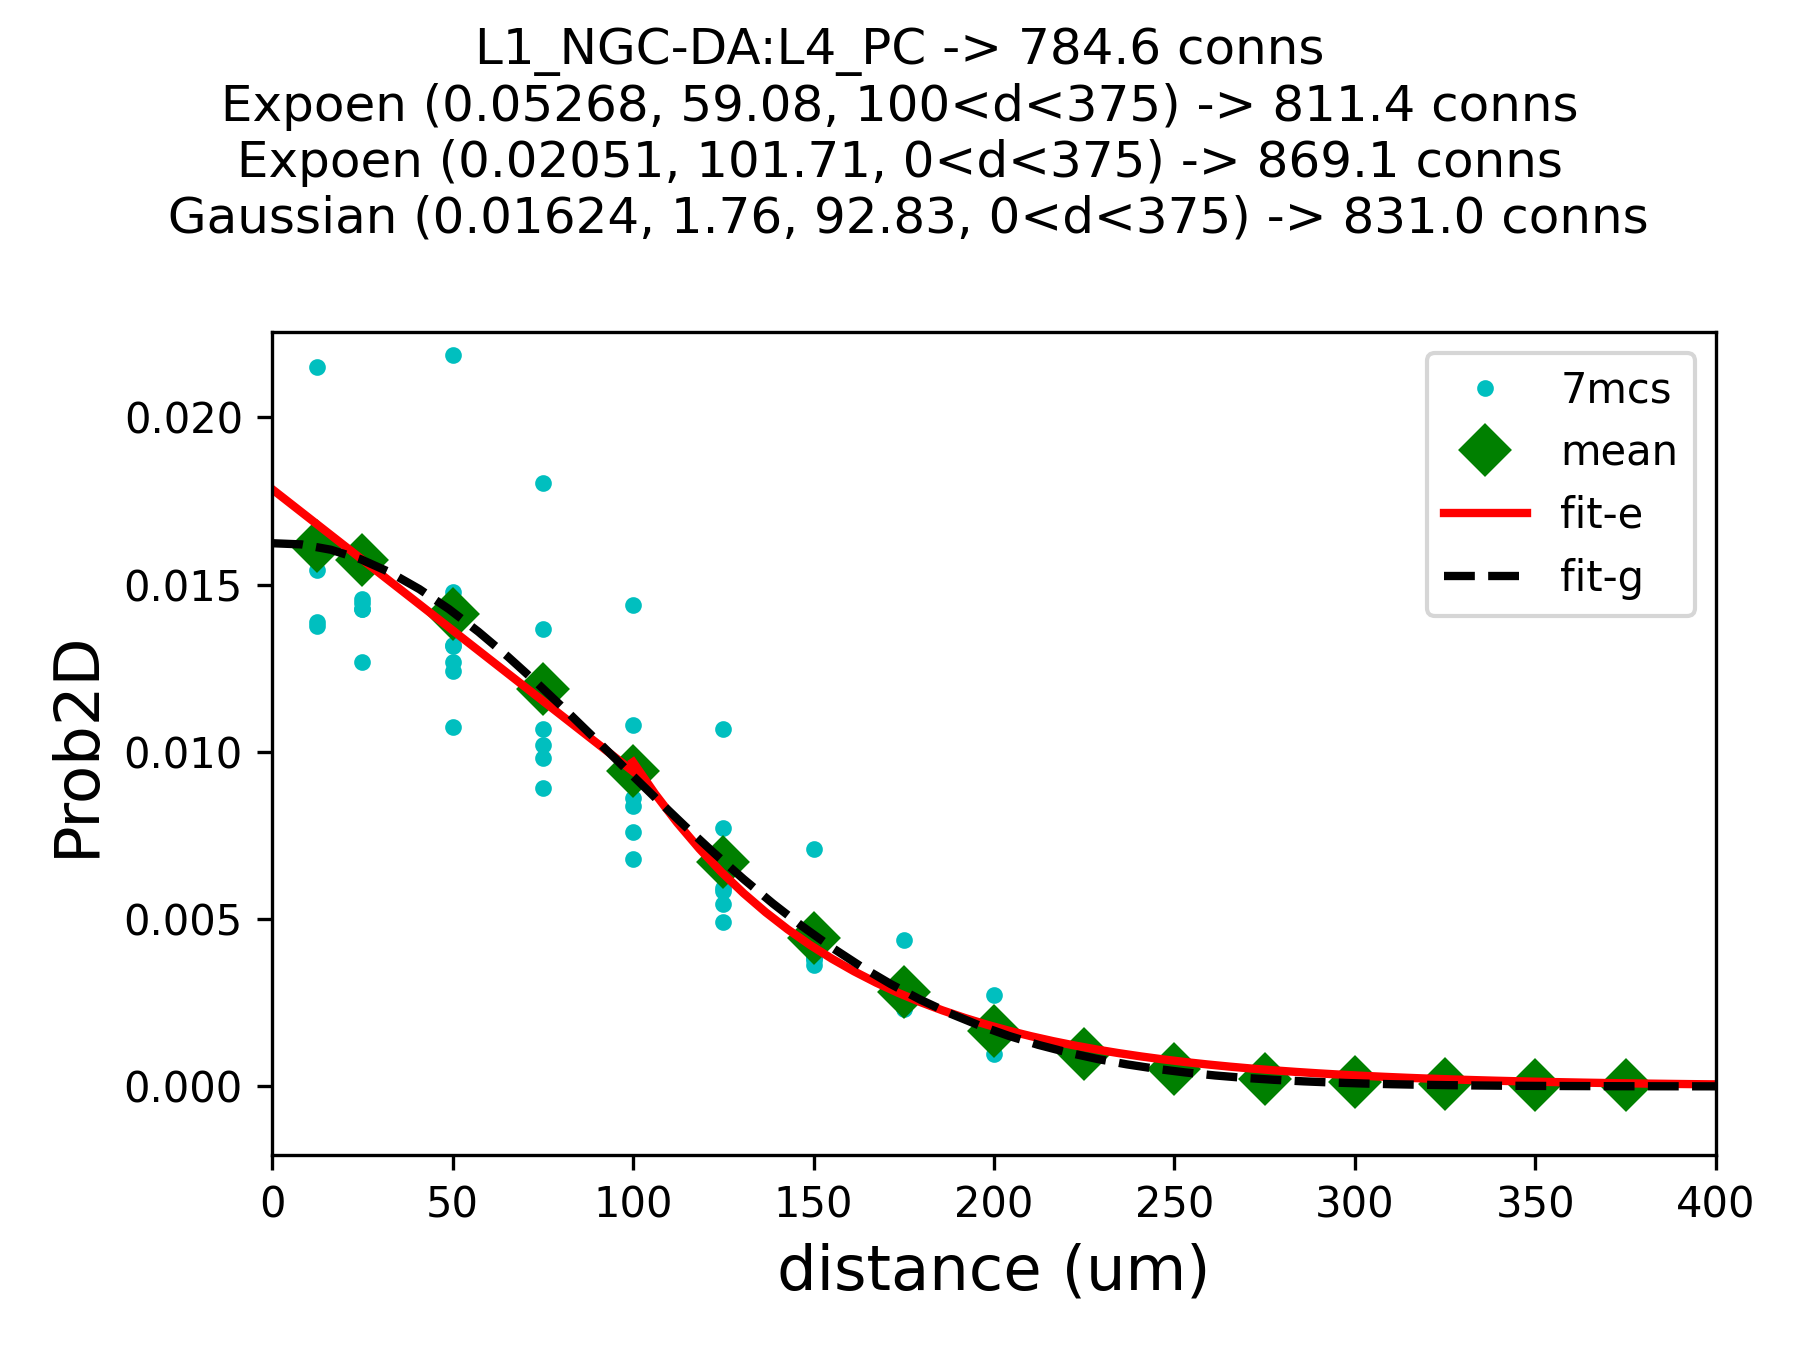 L1_NGC-DA:L4_PC -> 784.6 conns
Expoen (0.05268, 59.08, 100<d<375) -> 811.4 conns
Expoen (0.02051, 101.71, 0<d<375) -> 869.1 conns
Gaussian (0.01624, 1.76, 92.83, 0<d<375) -> 831.0 conns
7mcs
mean
fit-e
fit-g
Prob2D
0.020
0.015
0.010
0.005
0.000
0 50 100 150 200 250 300 350 400
distance (um)